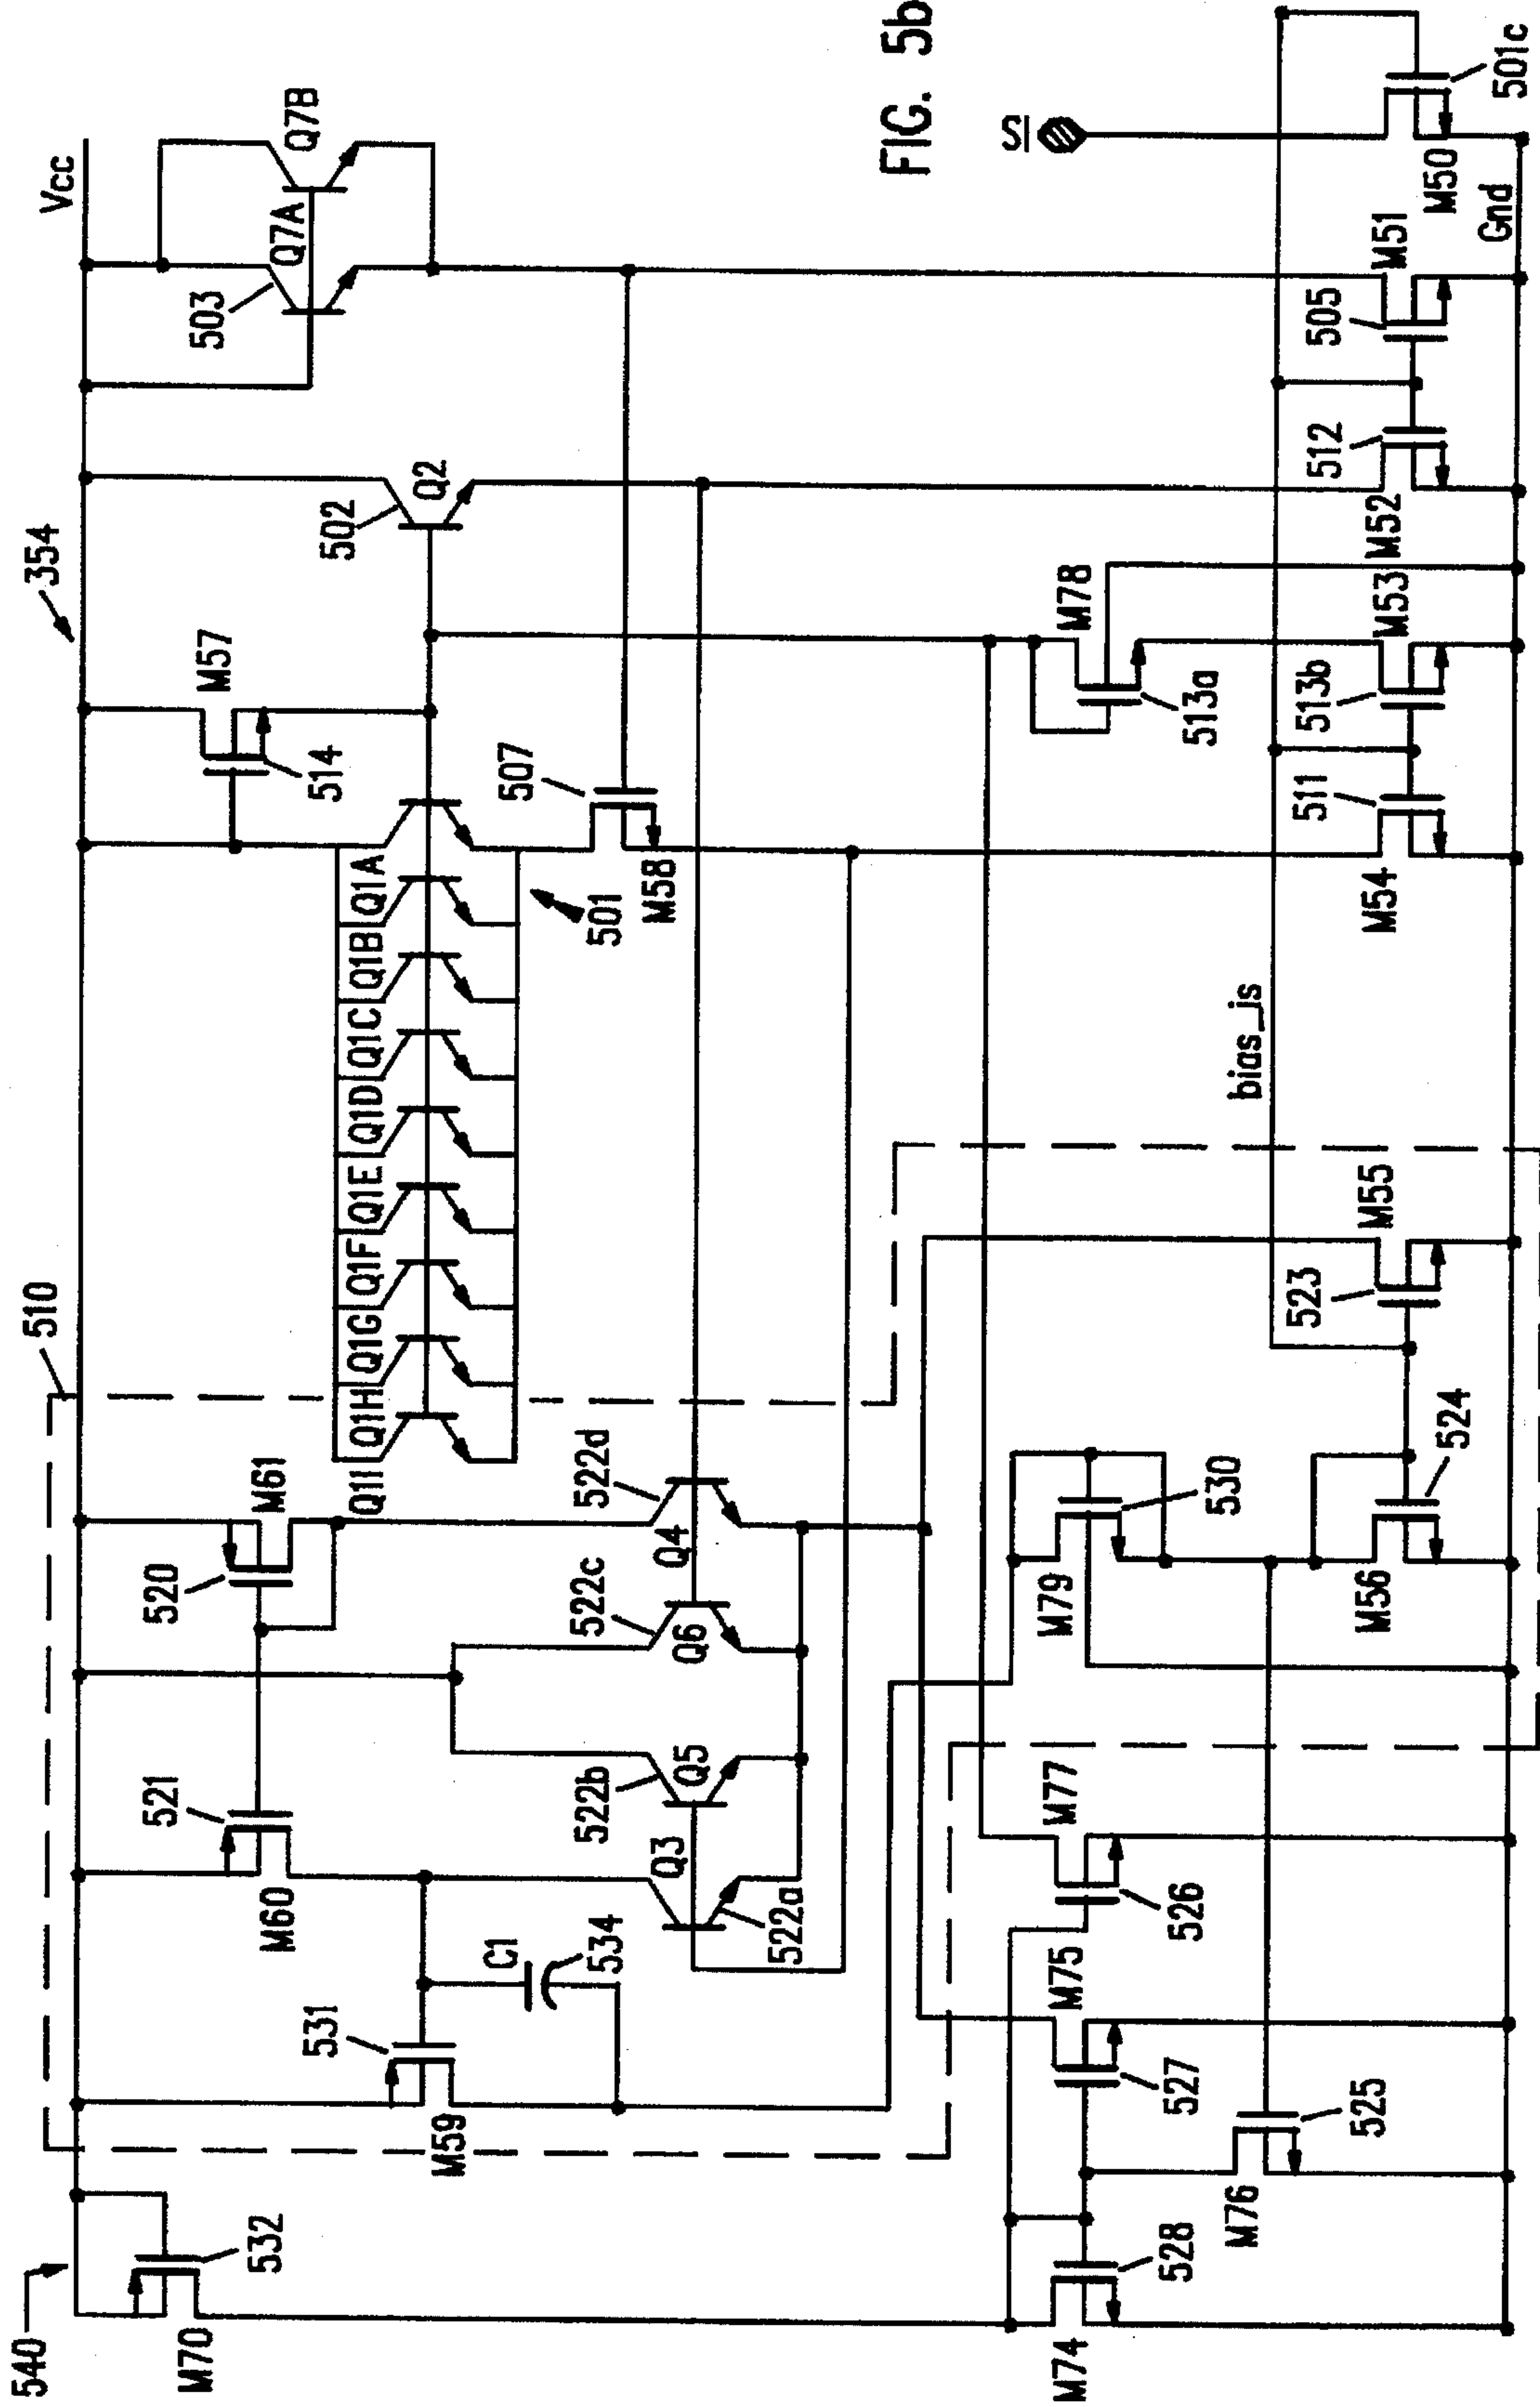 FIG. 5b
Vcc
354
510
540
Q7B
Q7A
503
Q2
502
M57
514
Q1A
Q1B
Q1C
Q1D
Q1E
Q1F
Q1G
Q1H
Q1I
501
507
M58
M61
520
521
M60
522d
Q4
522c
Q6
522b
Q5
Q3
522a
C1
534
531
M59
532
M70
SI
501c
M50
Gnd
M51
505
512
M52
M78
513a
M53
513b
511
M54
bias_is
M55
523
524
M56
530
M79
M77
526
M75
527
525
M76
528
M74